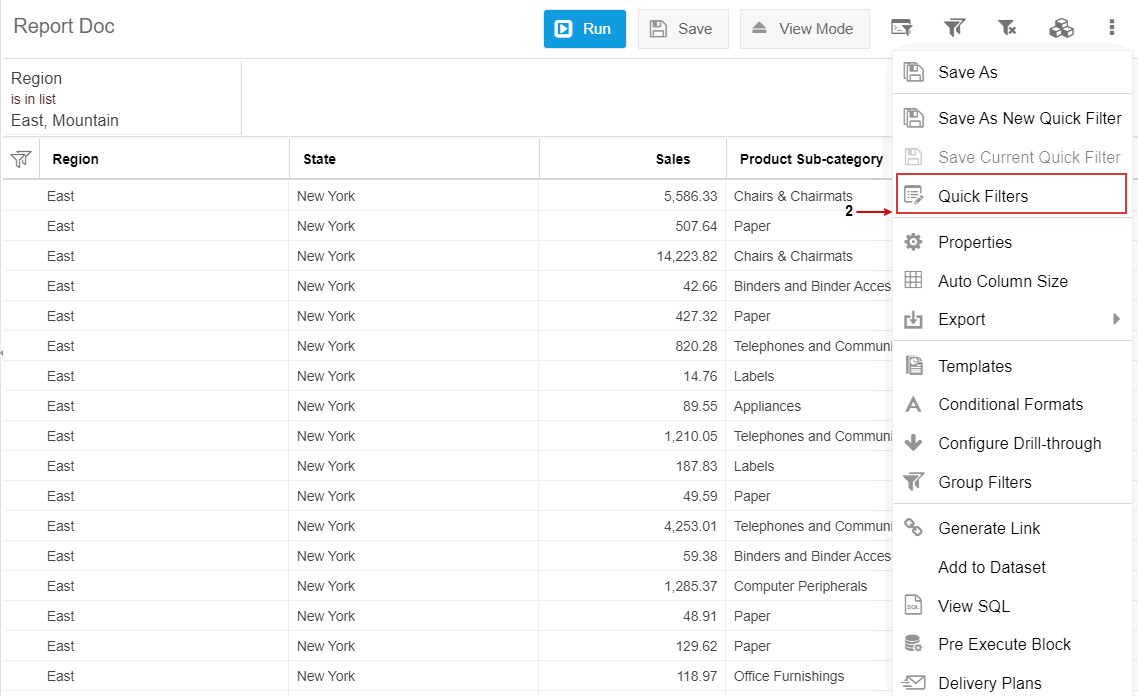 Report Doc
Run
Save
View Mode
Region
is in list
East, Mountain
Region State Sales Product Sub-category
East New York 5,586.33 Chairs & Chairmats
East New York 507.64 Paper
East New York 14,223.82 Chairs & Chairmats
East New York 42.66 Binders and Binder Acces
East New York 427.32 Paper
East New York 820.28 Telephones and Communi
East New York 14.76 Labels
East New York 89.55 Appliances
East New York 1,210.05 Telephones and Communi
East New York 187.83 Labels
East New York 49.59 Paper
East New York 4,253.01 Telephones and Communi
East New York 59.38 Binders and Binder Acces
East New York 1,285.37 Computer Peripherals
East New York 48.91 Paper
East New York 129.62 Paper
East New York 118.97 Office Furnishings
2
Save As
Save As New Quick Filter
Save Current Quick Filter
Quick Filters
Properties
Auto Column Size
Export
Templates
Conditional Formats
Configure Drill-through
Group Filters
Generate Link
Add to Dataset
SQL View SQL
Pre Execute Block
Delivery Plans